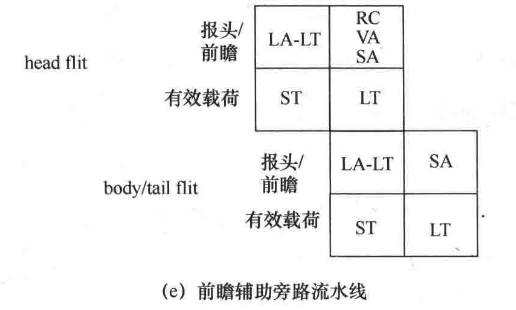 报头/
前瞻
LA-LT
RC
VA
SA
head flit
有效载荷
ST
LT
报头/
前瞻
LA-LT
SA
body/tail flit
有效载荷
ST
LT
(e) 前瞻辅助旁路流水线